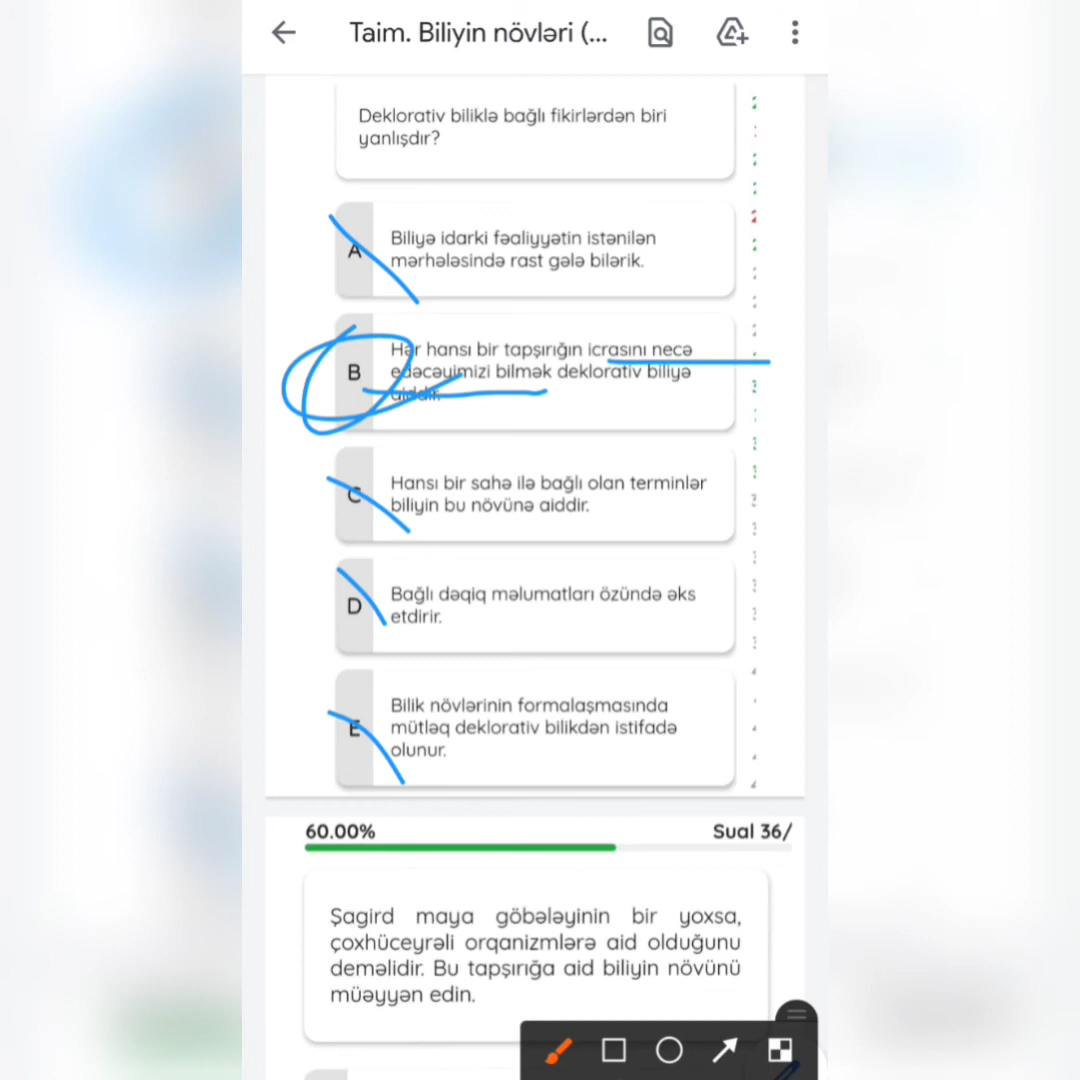 Taim. Biliyin növləri (...
Deklorativ biliklə bağlı fikirlərdən biri
yanlışdır?
A
Biliyə idarki fəaliyyətin istənilən
mərhələsində rast gələ bilərik.
B
Hər hansı bir tapşırığın icrasını necə
edəcəyimizi bilmək deklorativ biliyə
aiddir.
C
Hansı bir sahə ilə bağlı olan terminlər
biliyin bu növünə aiddir.
D
Bağlı dəqiq məlumatları özündə əks
etdirir.
E
Bilik növlərinin formalaşmasında
mütləq deklorativ bilikdən istifadə
olunur.
60.00%
Sual 36/
Şagird maya göbələyinin bir yoxsa,
çoxhüceyrəli orqanizmlərə aid olduğunu
deməlidir. Bu tapşırığa aid biliyin növünü
müəyyən edin.